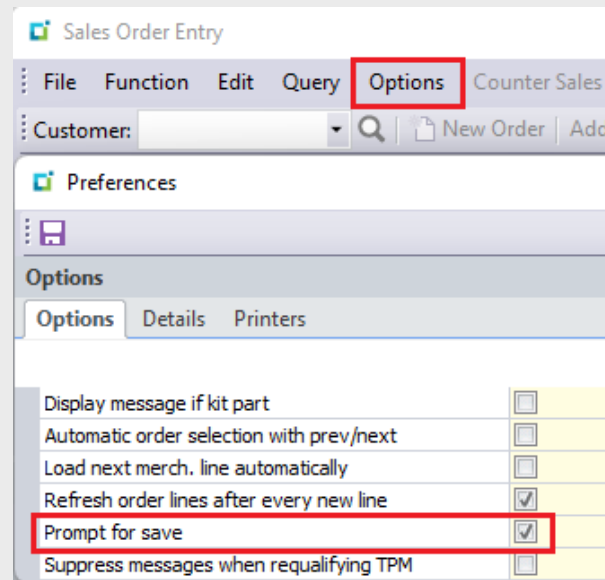 Sales Order Entry
File Function Edit Query Options Counter Sales
Customer: New Order Add
Preferences
Options
Options Details Printers
Display message if kit part
Automatic order selection with prev/next
Load next merch. line automatically
Refresh order lines after every new line
Prompt for save
Suppress messages when requalifying TPM